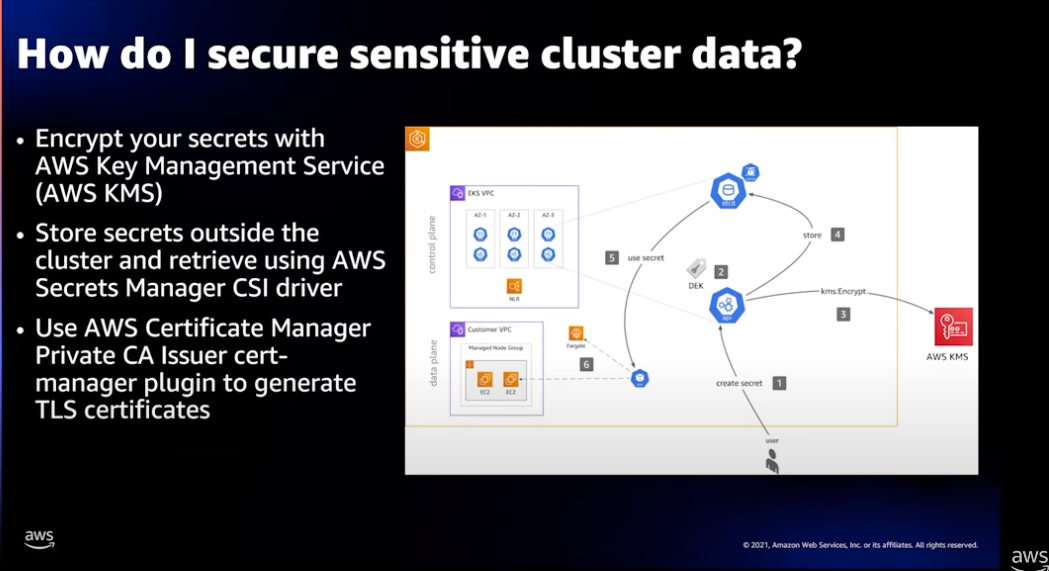 How do I secure sensitive cluster data?
• Encrypt your secrets with
AWS Key Management Service
(AWS KMS)
• Store secrets outside the
cluster and retrieve using AWS
Secrets Manager CSI driver
• Use AWS Certificate Manager
Private CA Issuer cert-
manager plugin to generate
TLS certificates
control plane
EKS VPC
AZ-1 AZ-2 AZ-3
NLB
data plane
Customer VPC
Managed Node Group
EC2 EC2
Fargate
6
5 use secret
etcd
store 4
DEK 2
api
kms:Encrypt
3
AWS KMS
create secret 1
user
aws
© 2021, Amazon Web Services, Inc. or its affiliates. All rights reserved.
aws